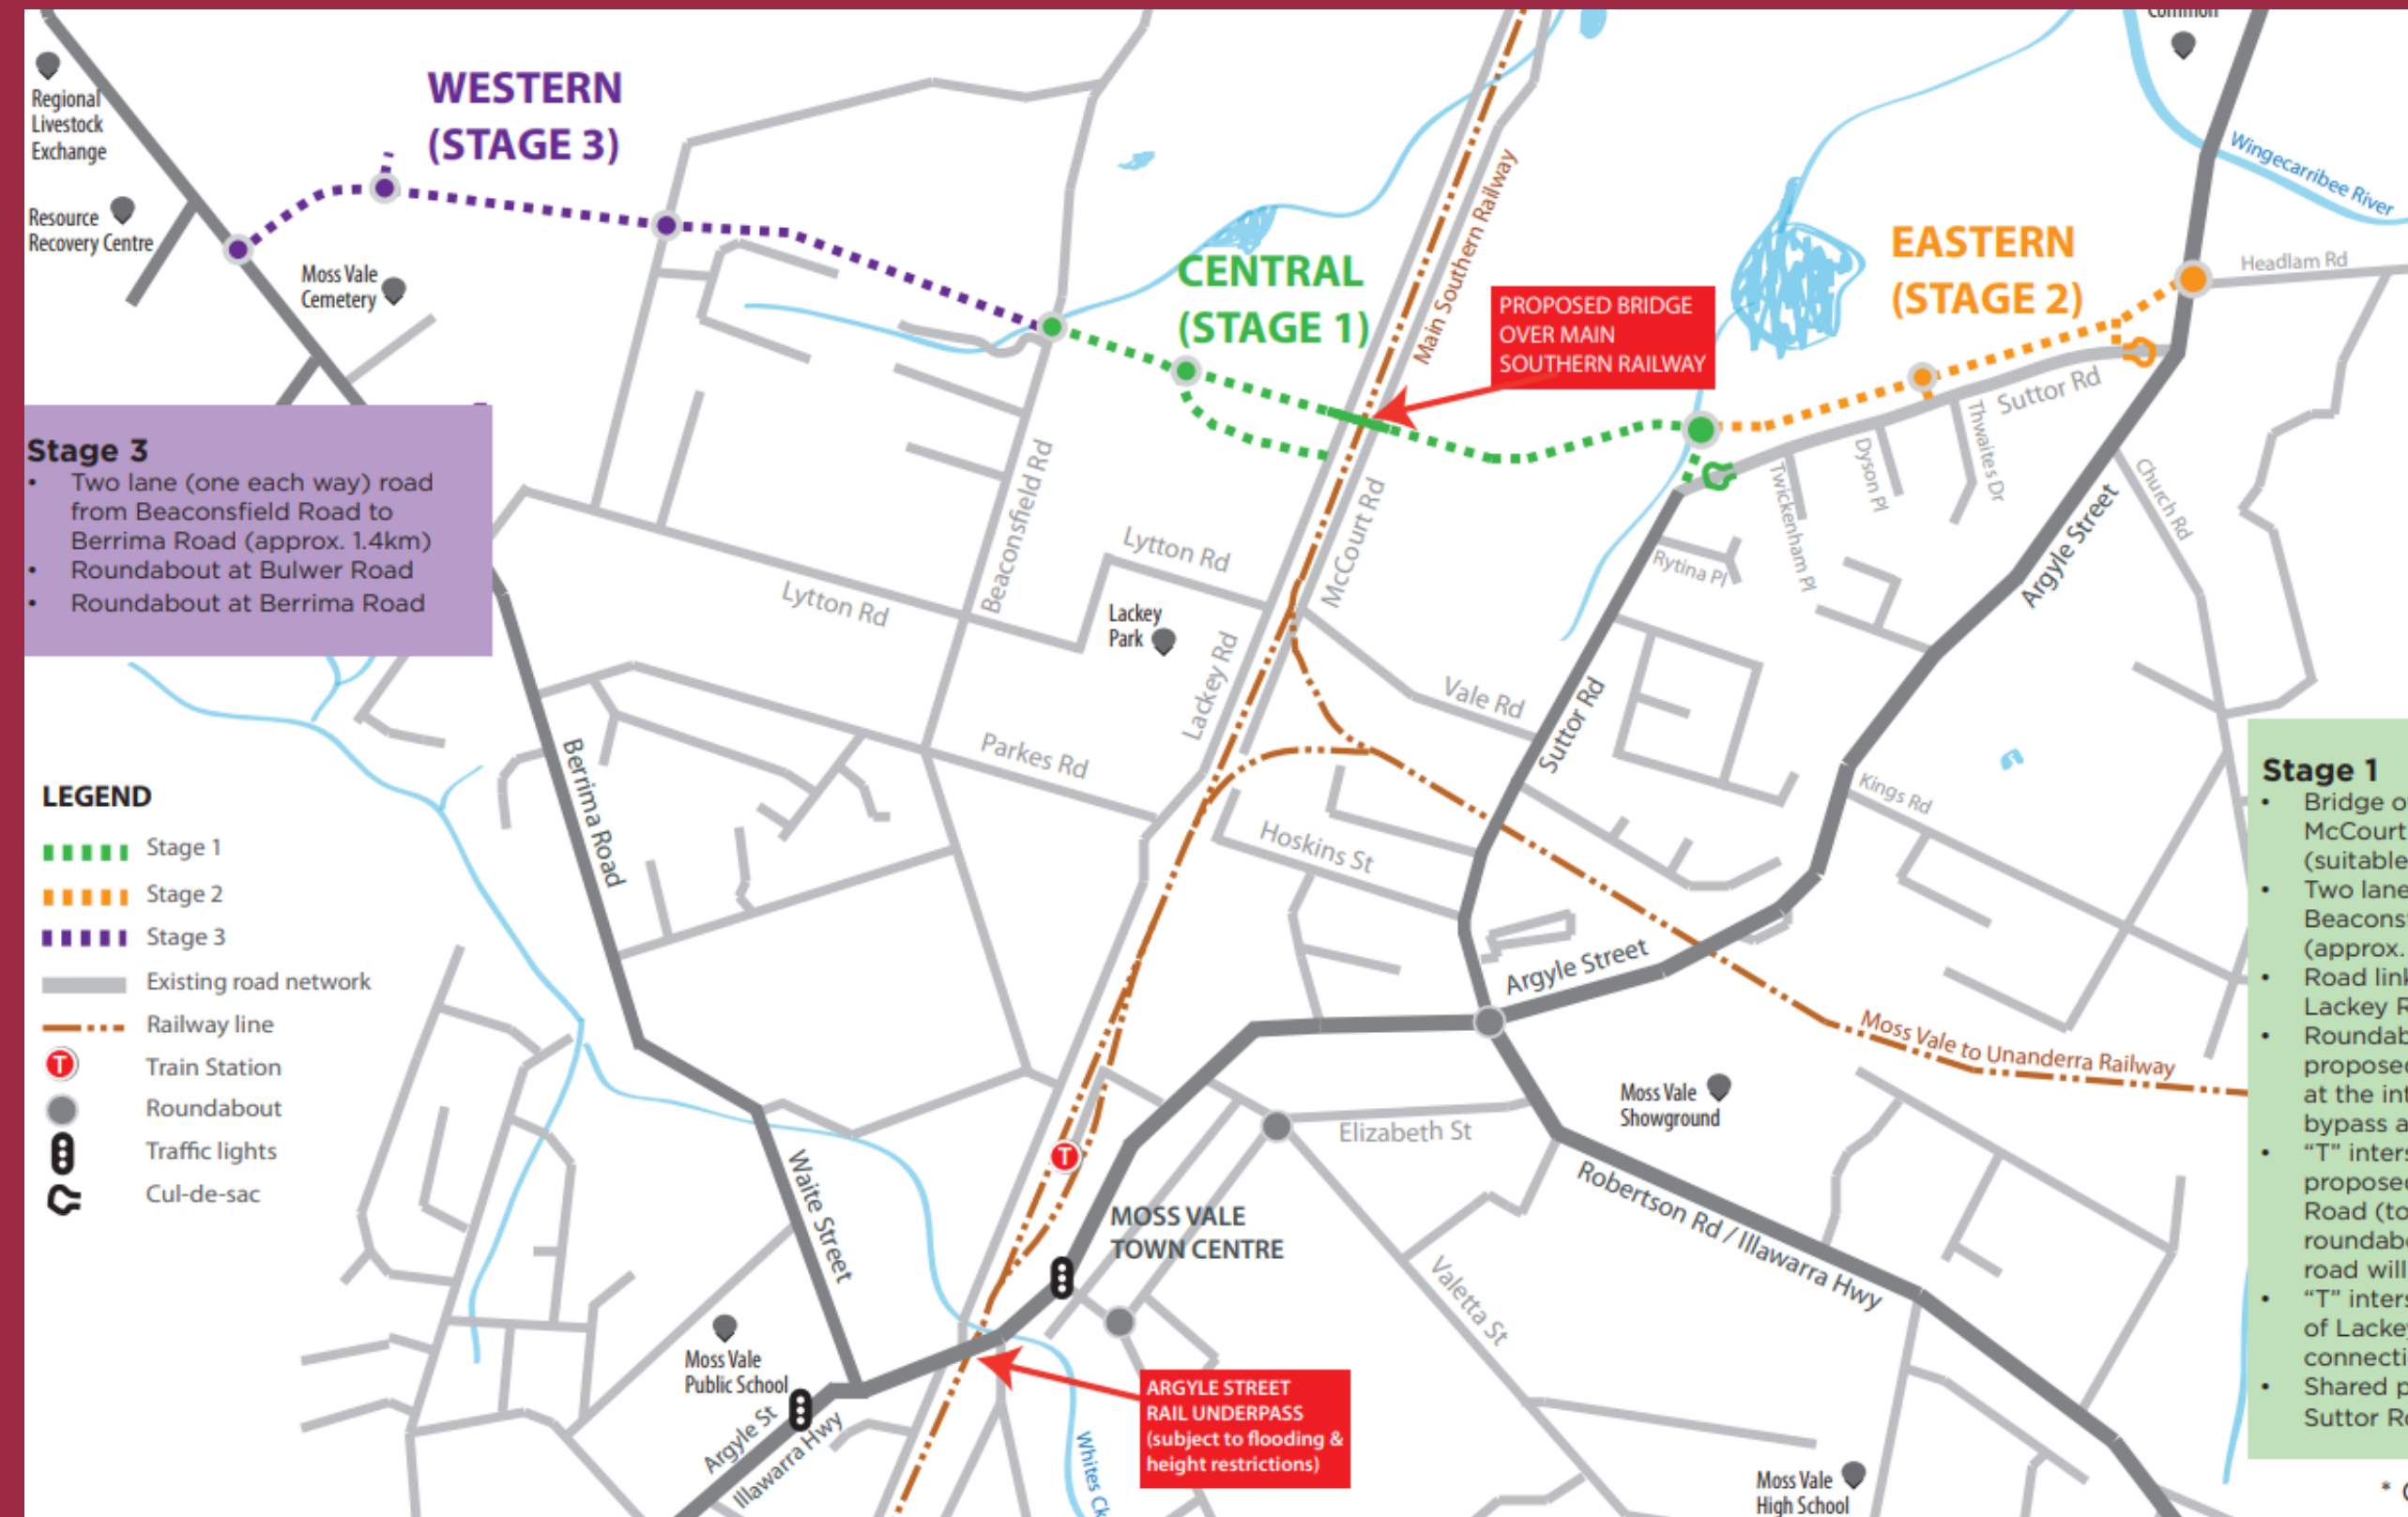 Common
Regional
Livestock
Exchange
WESTERN
(STAGE 3)
Resource
Recovery Centre
Moss Vale
Cemetery
CENTRAL
(STAGE 1)
Main Southern Railway
PROPOSED BRIDGE
OVER MAIN
SOUTHERN RAILWAY
EASTERN
(STAGE 2)
Wingecarribee River
Headlam Rd
Suttor Rd
Thwaites Dr
Dyson Pl
Twickenham Pl
Church Rd
Argyle Street
Rytina Pl
Stage 3
• Two lane (one each way) road
from Beaconsfield Road to
Berrima Road (approx. 1.4km)
• Roundabout at Bulwer Road
• Roundabout at Berrima Road
Beaconsfield Rd
Lytton Rd
Lytton Rd
McCourt Rd
Lackey
Park
Lackey Rd
Vale Rd
Suttor Rd
Parkes Rd
Berrima Road
Kings Rd
Hoskins St
Argyle Street
Moss Vale to Unanderra Railway
LEGEND
Stage 1
Stage 2
Stage 3
Existing road network
Railway line
T
Train Station
Roundabout
Traffic lights
Cul-de-sac
Stage 1
• Bridge o
McCourt
(suitable
• Two lane
Beacons
(approx.
• Road link
Lackey R
• Roundab
propose
at the int
bypass a
• “T” inters
propose
Road (to
roundab
road will
• “T” inters
of Lackey
connecti
• Shared p
Suttor R
Moss Vale
Showground
Elizabeth St
T
Waite Street
MOSS VALE
TOWN CENTRE
Robertson Rd / Illawarra Hwy
Valetta St
Moss Vale
Public School
Argyle St
Illawarra Hwy
ARGYLE STREET
RAIL UNDERPASS
(subject to flooding &
height restrictions)
Whites Ck
Moss Vale
High School
*